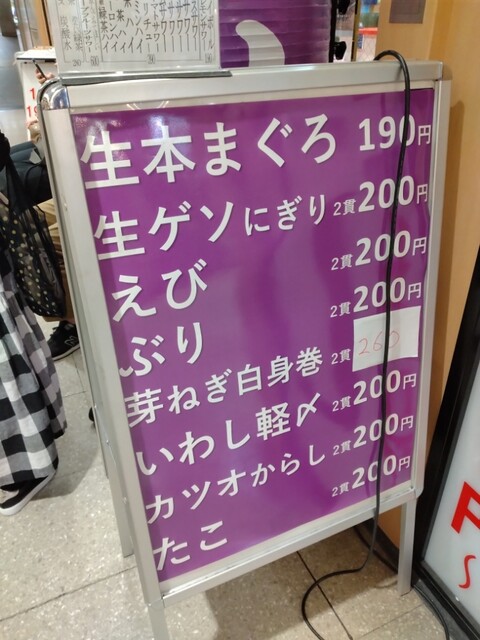 生本まぐろ 190円
生ゲソにぎり 2貫200円
えび 2貫200円
ぶり 2貫200円
芽ねぎ白身巻 2貫260
いわし軽〆 2貫200円
カツオからし 2貫200円
たこ 2貫200円